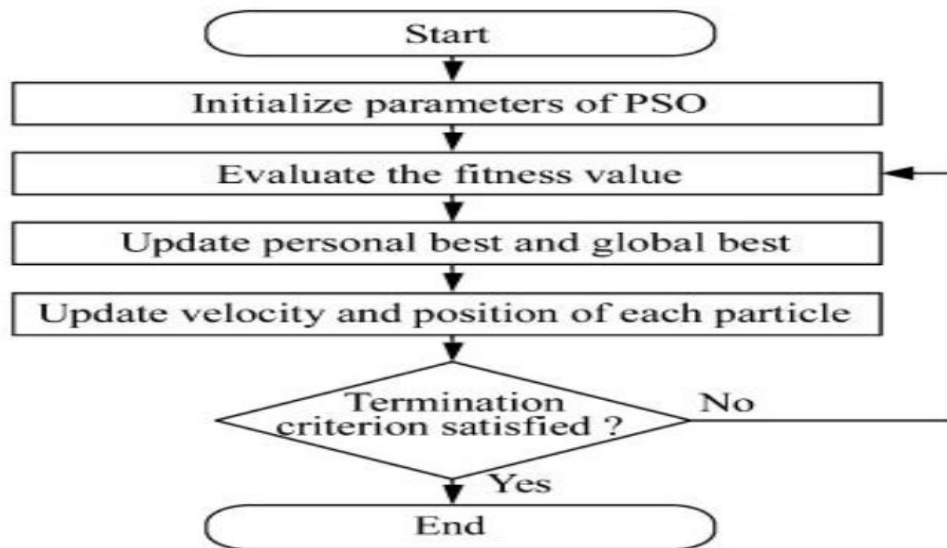 Start
Initialize parameters of PSO
Evaluate the fitness value
Update personal best and global best
Update velocity and position of each particle
Termination
criterion satisfied ?
No
Yes
End